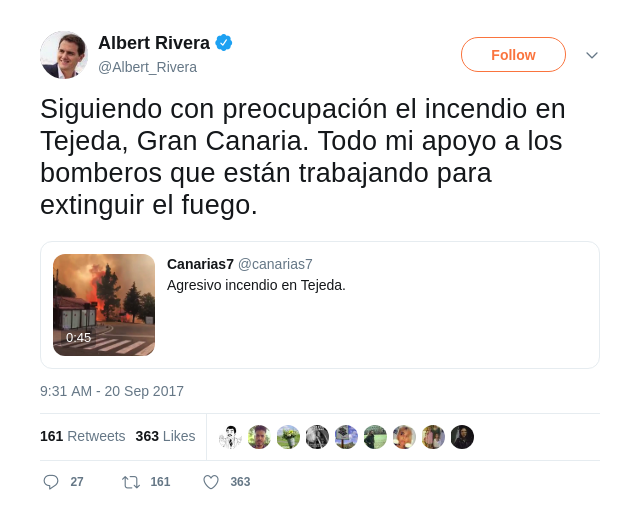 Albert Rivera
@Albert_Rivera
Follow
Siguiendo con preocupación el incendio en
Tejeda, Gran Canaria. Todo mi apoyo a los
bomberos que están trabajando para
extinguir el fuego.
Canarias7 @canarias7
Agresivo incendio en Tejeda.
0:45
9:31 AM - 20 Sep 2017
161 Retweets 363 Likes
27 161 363